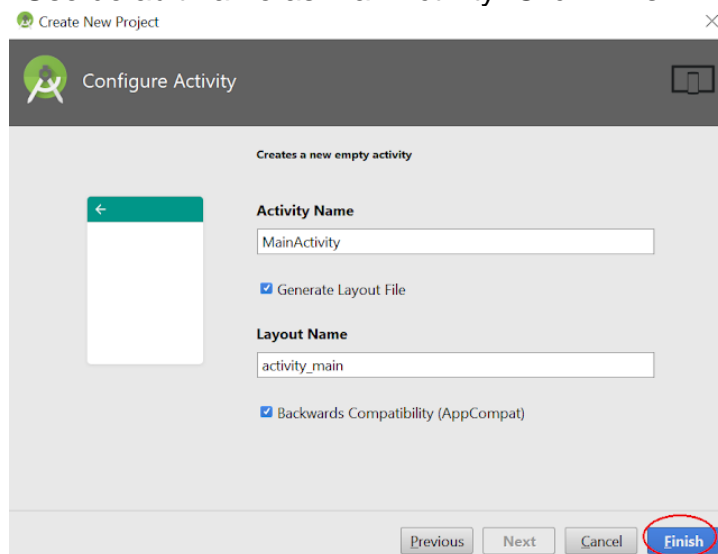 Create New Project
Configure Activity
Creates a new empty activity
Activity Name
MainActivity
Generate Layout File
Layout Name
activity_main
Backwards Compatibility (AppCompat)
Previous Next Cancel Finish